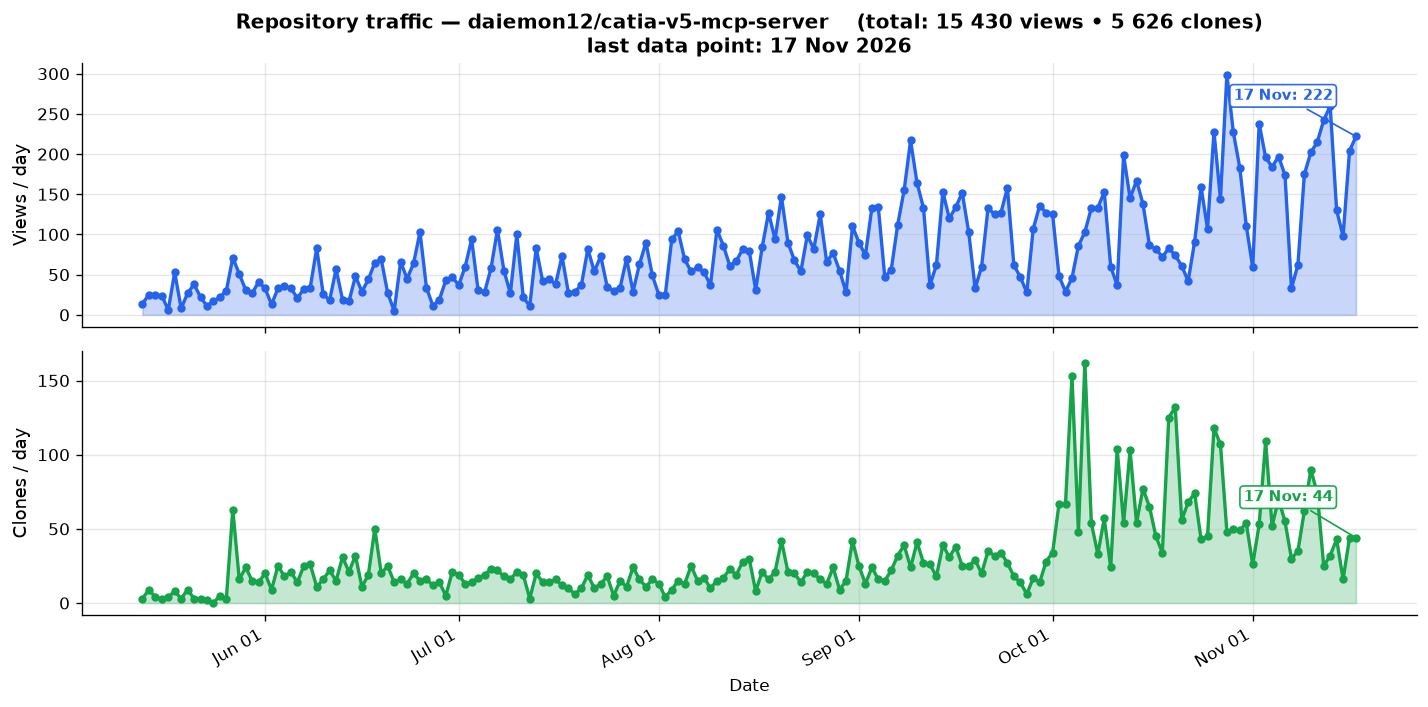 Repository traffic — daiemon12/catia-v5-mcp-server (total: 15 430 views • 5 626 clones)
last data point: 17 Nov 2026
300
250
200
150
100
50
0
Views / day
17 Nov: 222
150
100
50
0
Clones / day
17 Nov: 44
Jun 01
Jul 01
Aug 01
Sep 01
Oct 01
Nov 01
Date